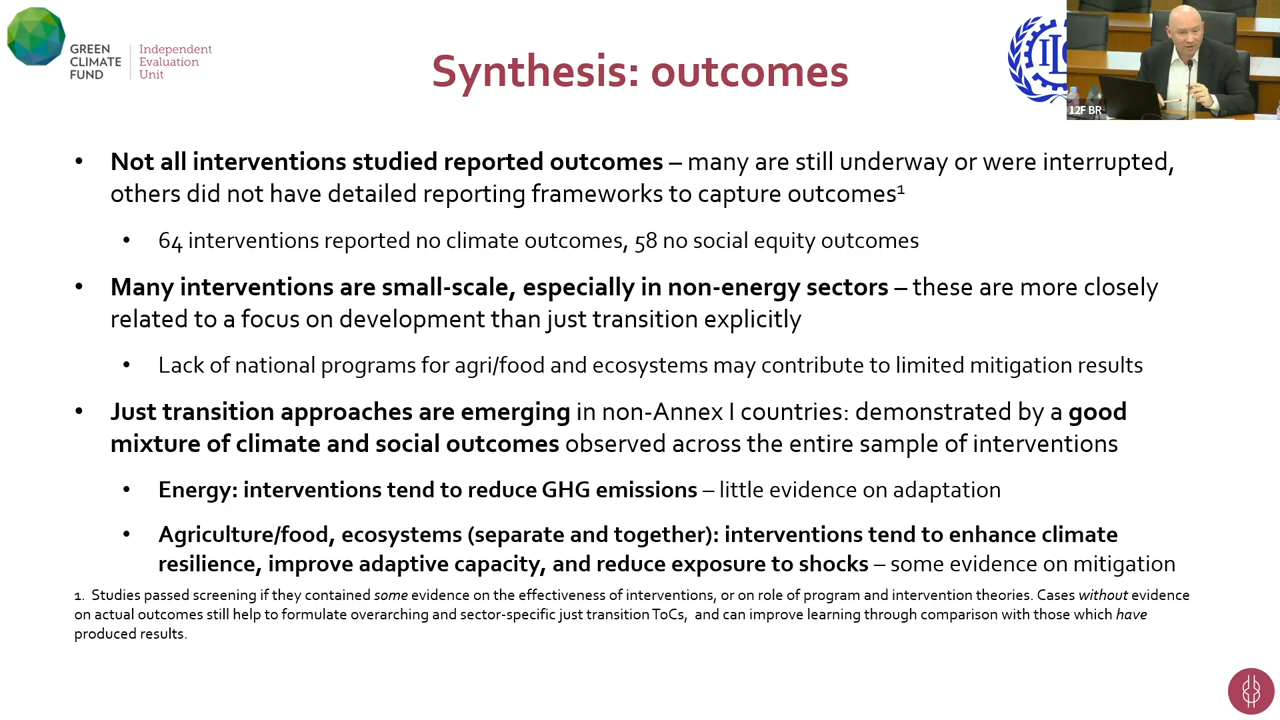 GREEN
CLIMATE
FUND
Independent
Evaluation
Unit
Synthesis: outcomes
12F BR
• Not all interventions studied reported outcomes – many are still underway or were interrupted,
others did not have detailed reporting frameworks to capture outcomes¹
• 64 interventions reported no climate outcomes, 58 no social equity outcomes
• Many interventions are small-scale, especially in non-energy sectors – these are more closely
related to a focus on development than just transition explicitly
• Lack of national programs for agri/food and ecosystems may contribute to limited mitigation results
• Just transition approaches are emerging in non-Annex I countries: demonstrated by a good
mixture of climate and social outcomes observed across the entire sample of interventions
• Energy: interventions tend to reduce GHG emissions – little evidence on adaptation
• Agriculture/food, ecosystems (separate and together): interventions tend to enhance climate
resilience, improve adaptive capacity, and reduce exposure to shocks – some evidence on mitigation
1. Studies passed screening if they contained some evidence on the effectiveness of interventions, or on role of program and intervention theories. Cases without evidence
on actual outcomes still help to formulate overarching and sector-specific just transition ToCs, and can improve learning through comparison with those which have
produced results.